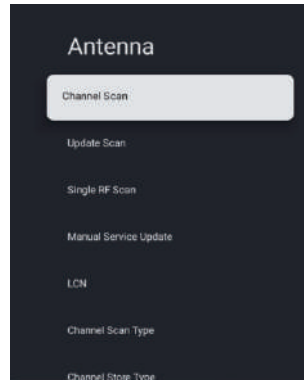 Antenna
Channel Scan
Update Scan
Single RF Scan
Manual Service Update
LCN
Channel Scan Type
Channel Store Type